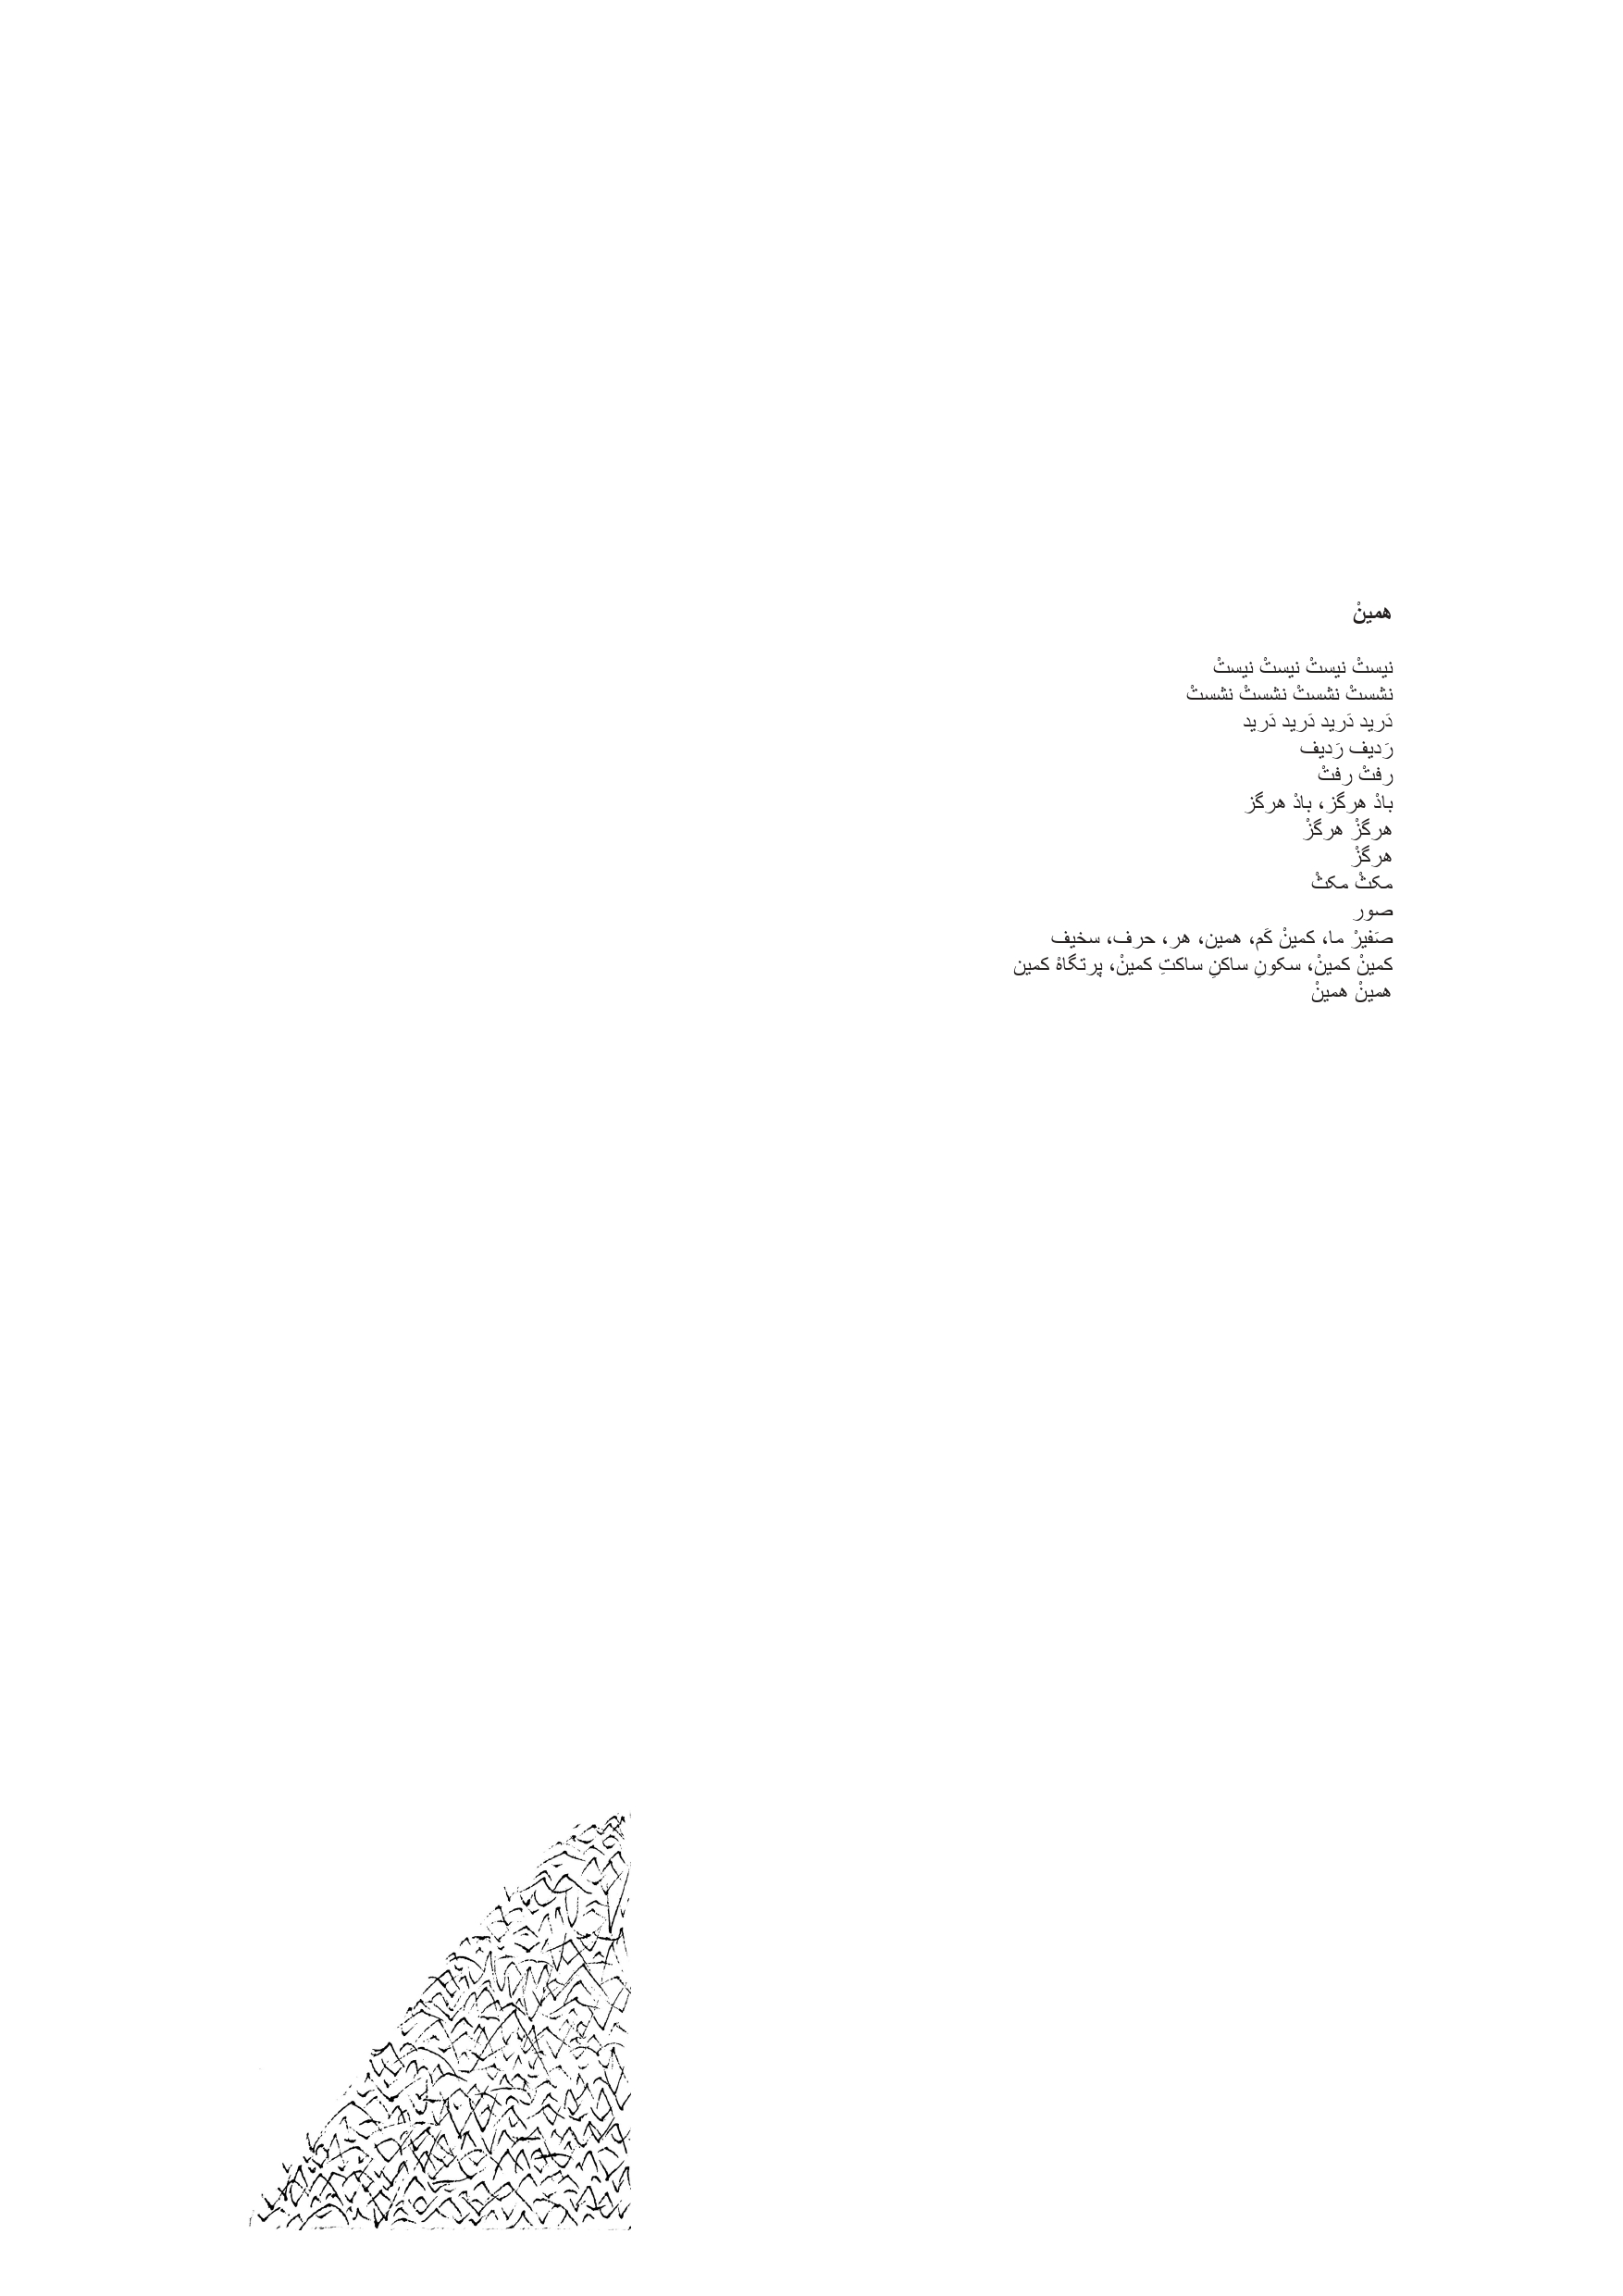 همینْ
نیستْ نیستْ نیستْ نیستْ
نشستْ نشستْ نشستْ نشستْ
دَرید دَرید دَرید دَرید
رَدیف رَدیف
رفتْ رفتْ
بادْ هرگز، بادْ هرگز
هرگزْ هرگزْ
هرگزْ
مکثْ مکثْ
صور
صَفیرْ ما، کمینْ کَم، همین، هر، حرف، سخیف
کمینْ کمینْ، سکونِ ساکنِ ساکتِ کمینْ، پرتگاهْ کمین
همینْ همینْ